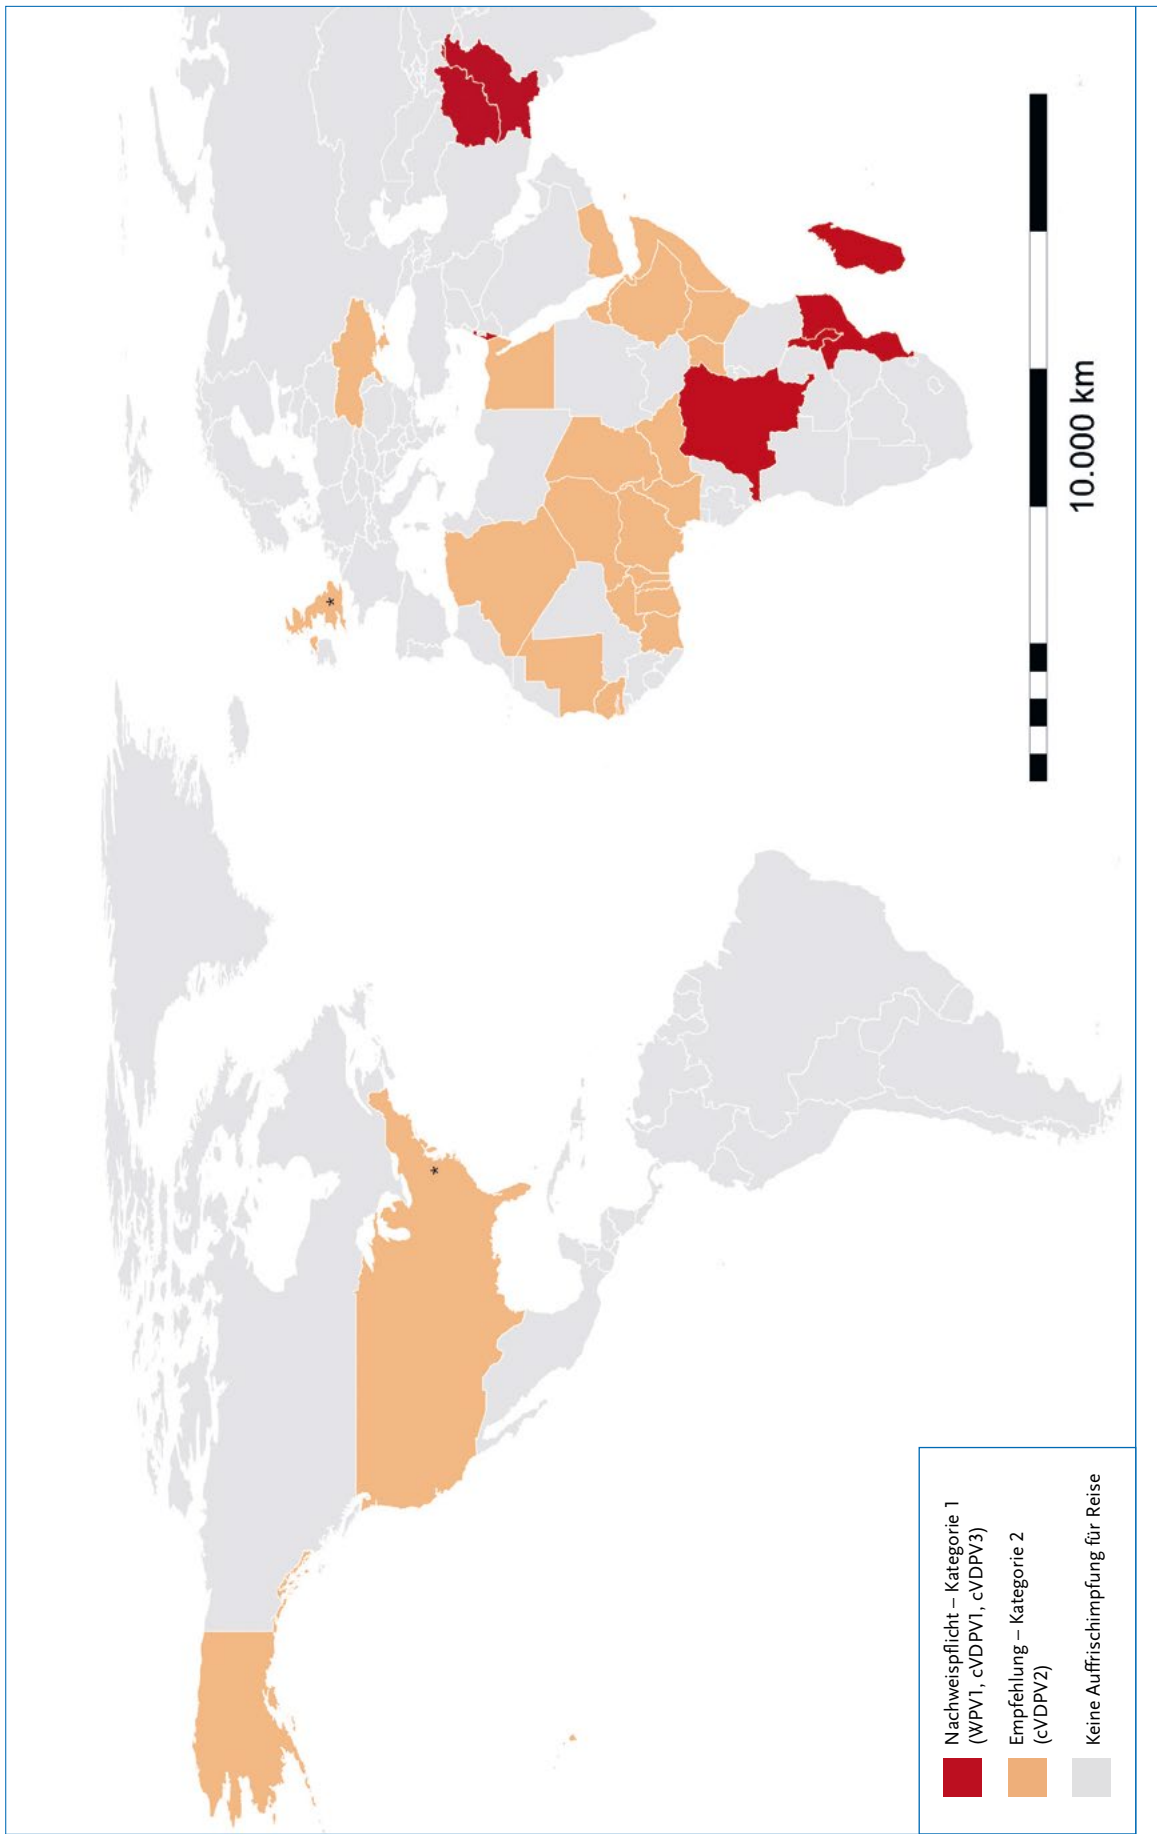 *
*
10.000 km
Nachweispflicht – Kategorie 1
(WPV1, cVDPV1, cVDPV3)
Empfehlung – Kategorie 2
(cVDPV2)
Keine Auffrischimpfung für Reise